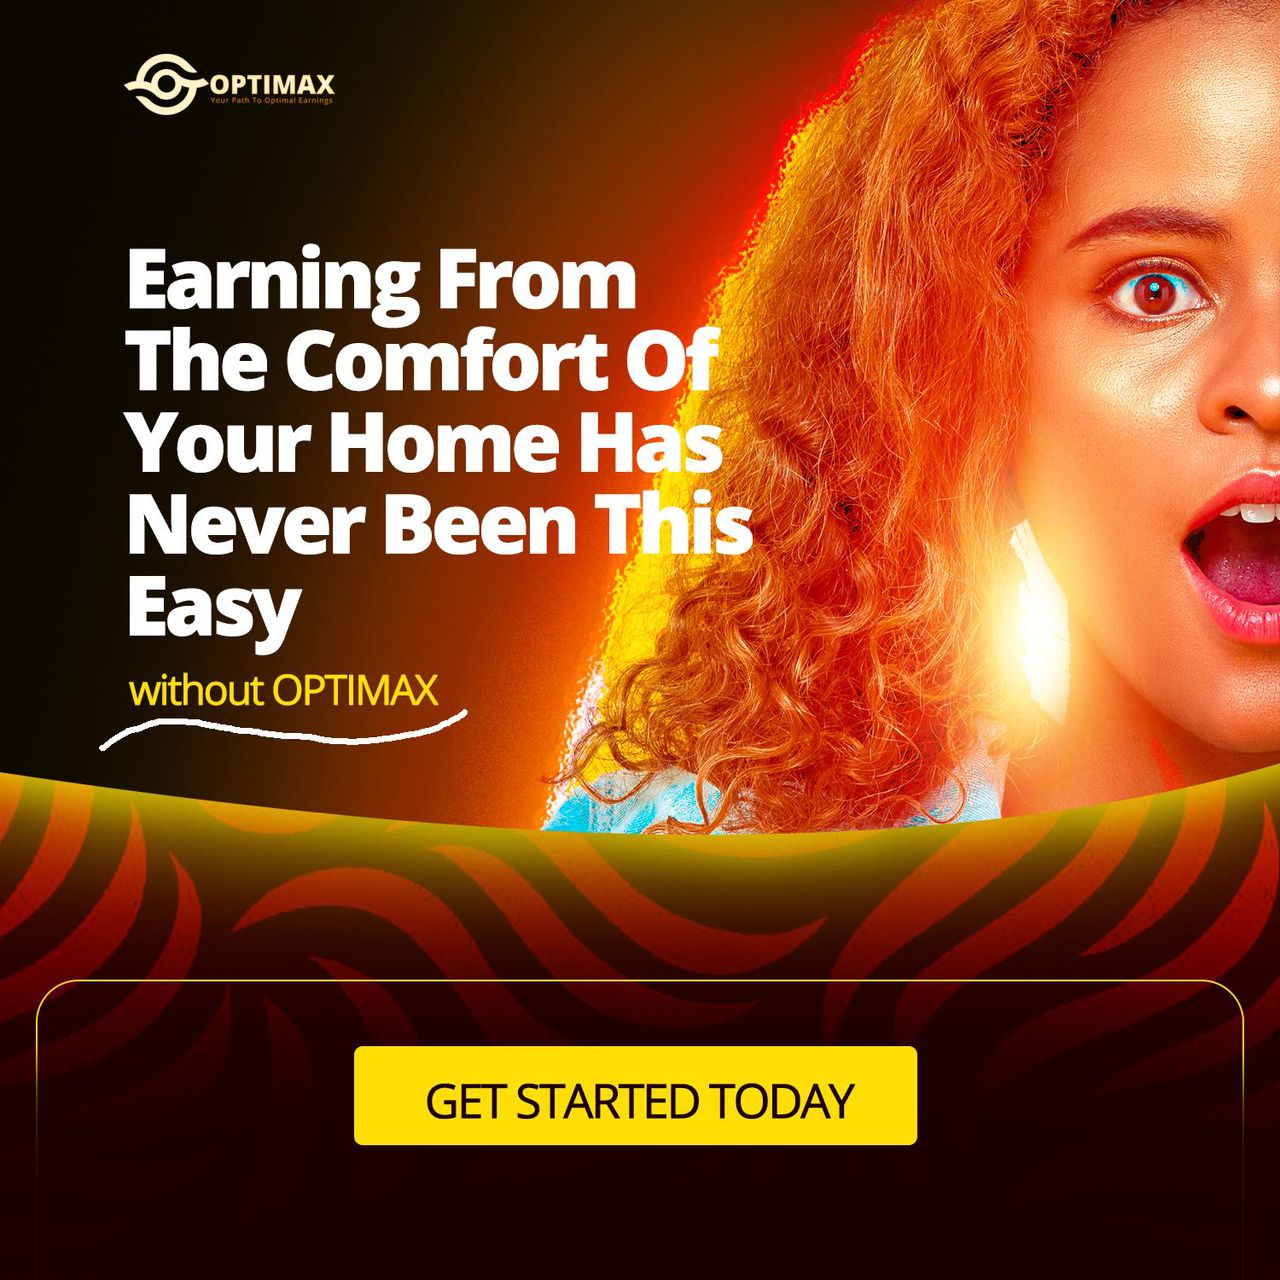 OPTIMAX
Your Path To Optimal Earnings
Earning From
The Comfort Of
Your Home Has
Never Been This
Easy
without OPTIMAX
GET STARTED TODAY